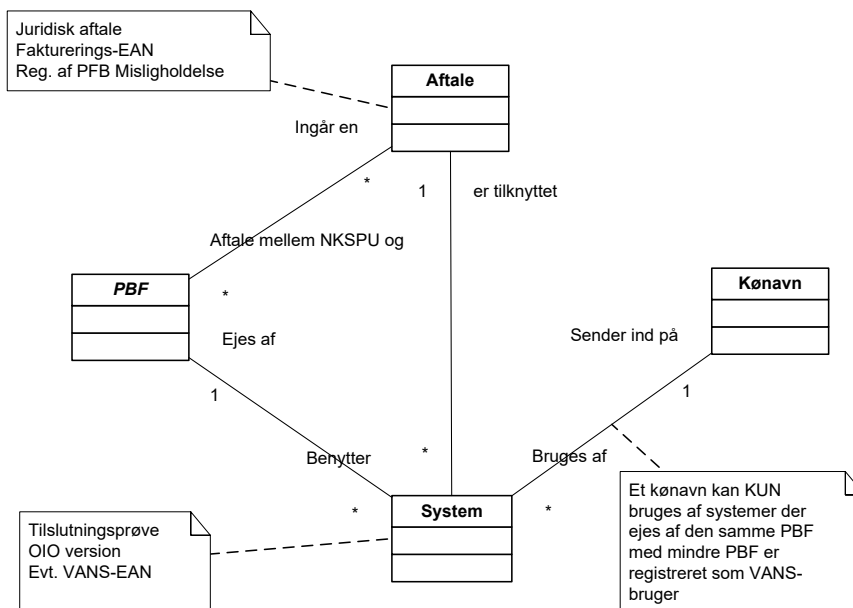 Juridisk aftale
Fakturerings-EAN
Reg. af PFB Misligholdelse
Aftale
Ingår en
*
1
er tilknyttet
Aftale mellem NKSPU og
PBF
*
Kønavn
Ejes af
Sender ind på
1
1
Benytter
*
Bruges af
*
System
*
Tilslutningsprøve
OIO version
Evt. VANS-EAN
Et kønavn kan KUN
bruges af systemer der
ejes af den samme PBF
med mindre PBF er
registreret som VANS-
bruger